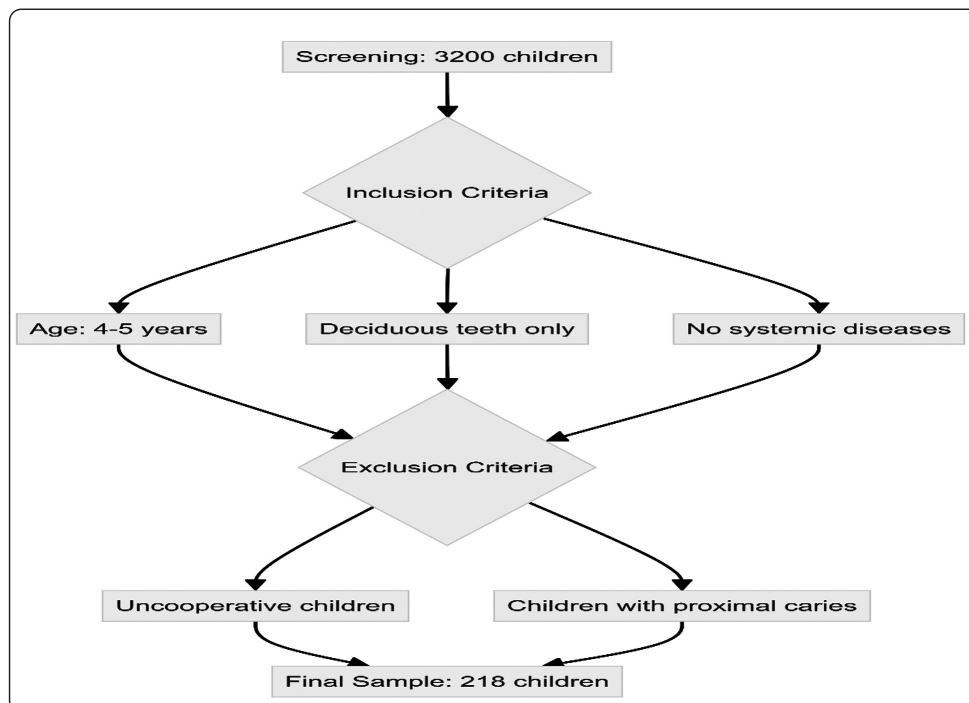 Screening: 3200 children
Inclusion Criteria
Age: 4-5 years
Deciduous teeth only
No systemic diseases
Exclusion Criteria
Uncooperative children
Children with proximal caries
Final Sample: 218 children